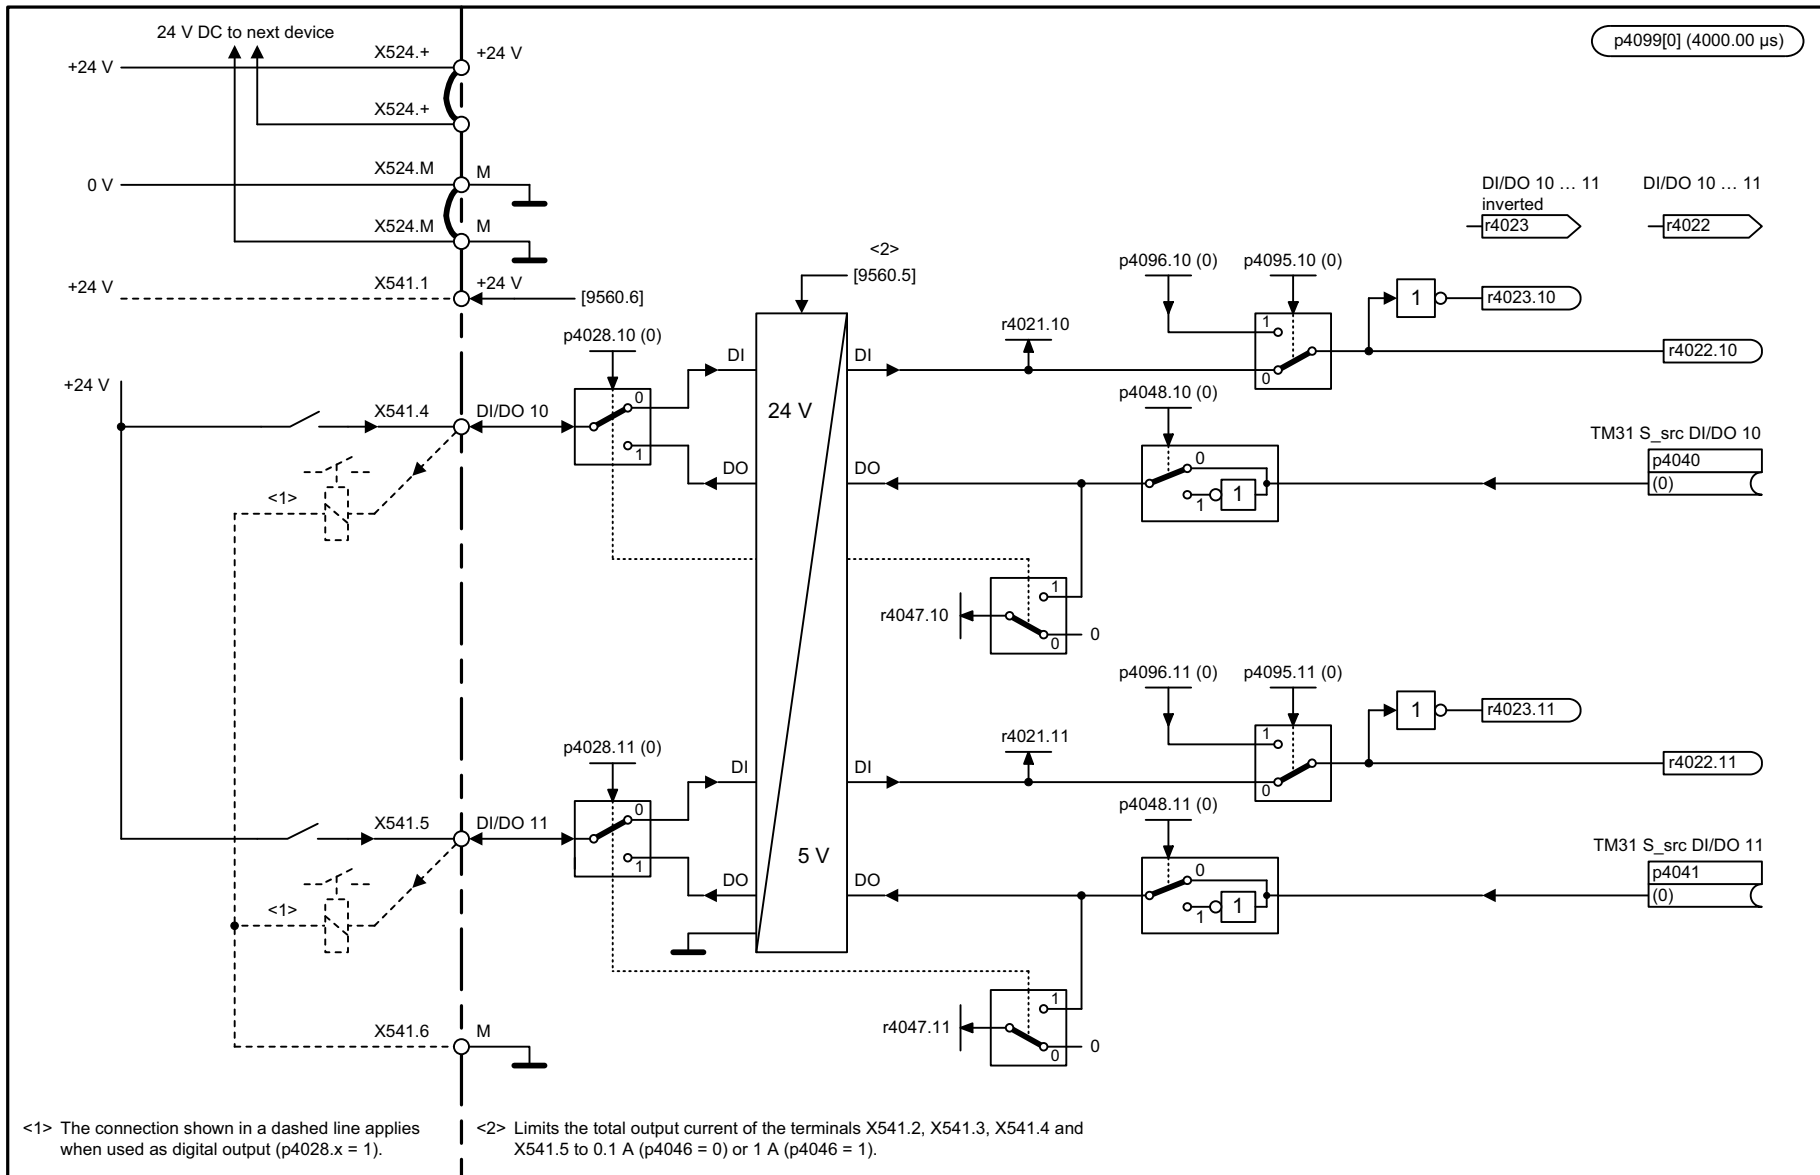 24 V DC to next device
p4099[0] (4000.00 µs)
+24 V
X524.+
+24 V
X524.+
0 V
X524.M
M
X524.M
M
+24 V
X541.1
+24 V
[9560.6]
<2>
[9560.5]
DI/DO 10 … 11
inverted
r4023
DI/DO 10 … 11
r4022
p4028.10 (0)
r4021.10
p4096.10 (0)
p4095.10 (0)
1
0
1
r4023.10
r4022.10
+24 V
X541.4
DI/DO 10
0
1
DI
DO
24 V
5 V
DI
DO
p4048.10 (0)
0
1
1
TM31 S_src DI/DO 10
p4040
(0)
<1>
r4047.10
1
0
0
p4028.11 (0)
r4021.11
p4096.11 (0)
p4095.11 (0)
1
0
1
r4023.11
r4022.11
X541.5
DI/DO 11
0
1
DI
DO
DI
DO
p4048.11 (0)
0
1
1
TM31 S_src DI/DO 11
p4041
(0)
<1>
r4047.11
1
0
0
X541.6
M
<1> The connection shown in a dashed line applies
when used as digital output (p4028.x = 1).
<2> Limits the total output current of the terminals X541.2, X541.3, X541.4 and
X541.5 to 0.1 A (p4046 = 0) or 1 A (p4046 = 1).